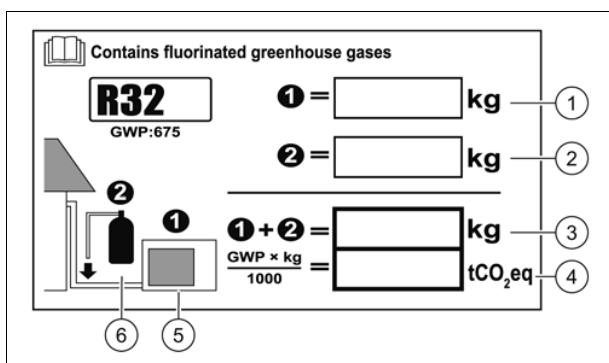 Contains fluorinated greenhouse gases
R32
GWP:675
❶ = kg ①
❷ = kg ②
❶ + ❷ = kg ③
GWP × kg
1000
= tCO₂eq ④
❷
❶
⑥ ⑤